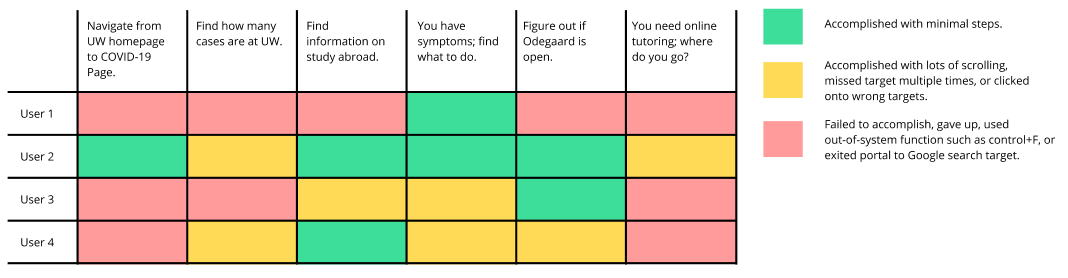 Navigate from
UW homepage
to COVID-19
Page.
Find how many
cases are at UW.
Find
information on
study abroad.
You have
symptoms; find
what to do.
Figure out if
Odegaard is
open.
You need online
tutoring; where
do you go?
User 1
User 2
User 3
User 4
Accomplished with minimal steps.
Accomplished with lots of scrolling,
missed target multiple times, or clicked
onto wrong targets.
Failed to accomplish, gave up, used
out-of-system function such as control+F, or
exited portal to Google search target.